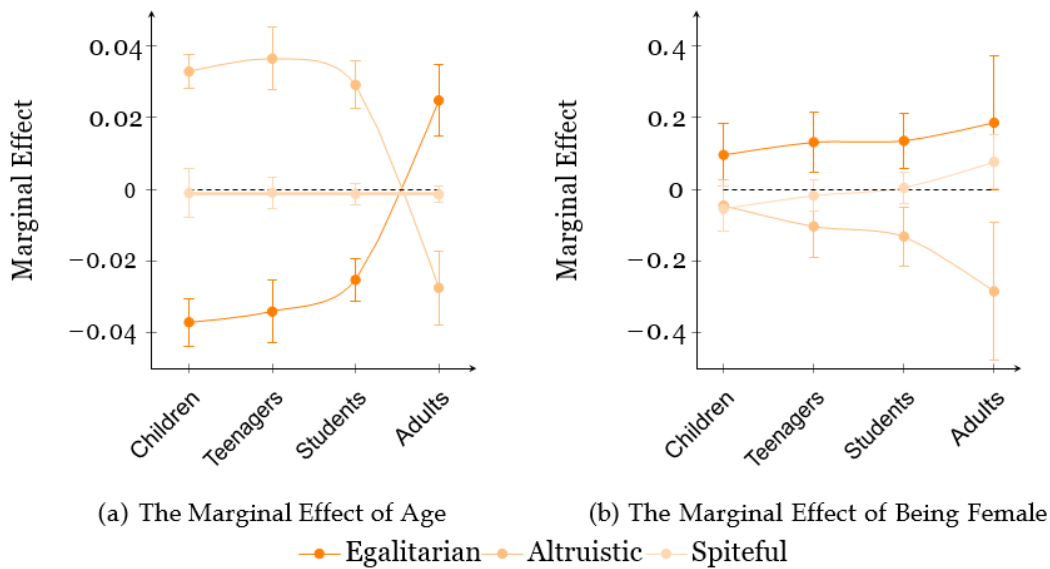 Marginal Effect
0.04
0.02
0
−0.02
−0.04
Children
Teenagers
Students
Adults
(a) The Marginal Effect of Age
Marginal Effect
0.4
0.2
0
−0.2
−0.4
Children
Teenagers
Students
Adults
(b) The Marginal Effect of Being Female
Egalitarian Altruistic Spiteful